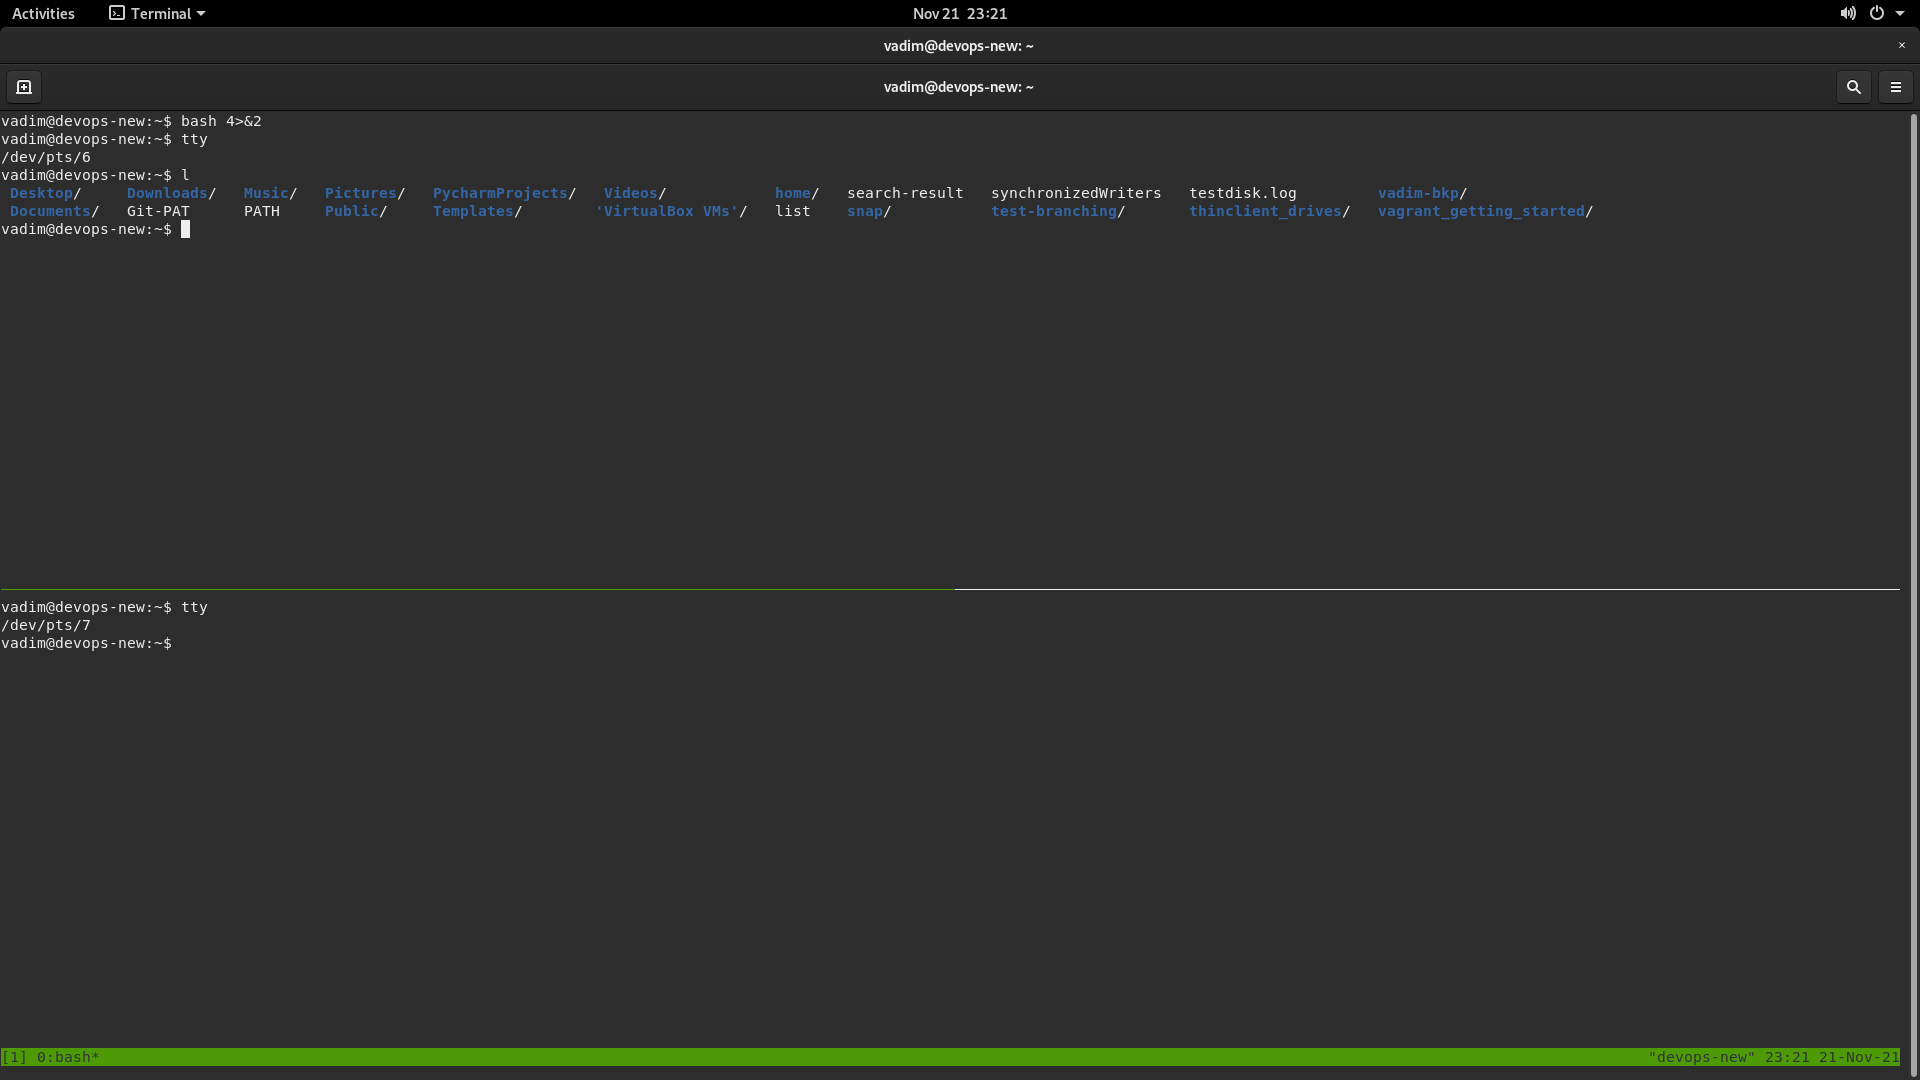 Activities Terminal Nov 21 23:21
vadim@devops-new: ~
vadim@devops-new: ~
vadim@devops-new:~$ bash 4>&2
vadim@devops-new:~$ tty
/dev/pts/6
vadim@devops-new:~$ l
Desktop/ Downloads/ Music/ Pictures/ PycharmProjects/ Videos/ home/ search-result synchronizedWriters testdisk.log vadim-bkp/
Documents/ Git-PAT PATH Public/ Templates/ 'VirtualBox VMs'/ list snap/ test-branching/ thinclient_drives/ vagrant_getting_started/
vadim@devops-new:~$
vadim@devops-new:~$ tty
/dev/pts/7
vadim@devops-new:~$
[1] 0:bash* "devops-new" 23:21 21-Nov-21